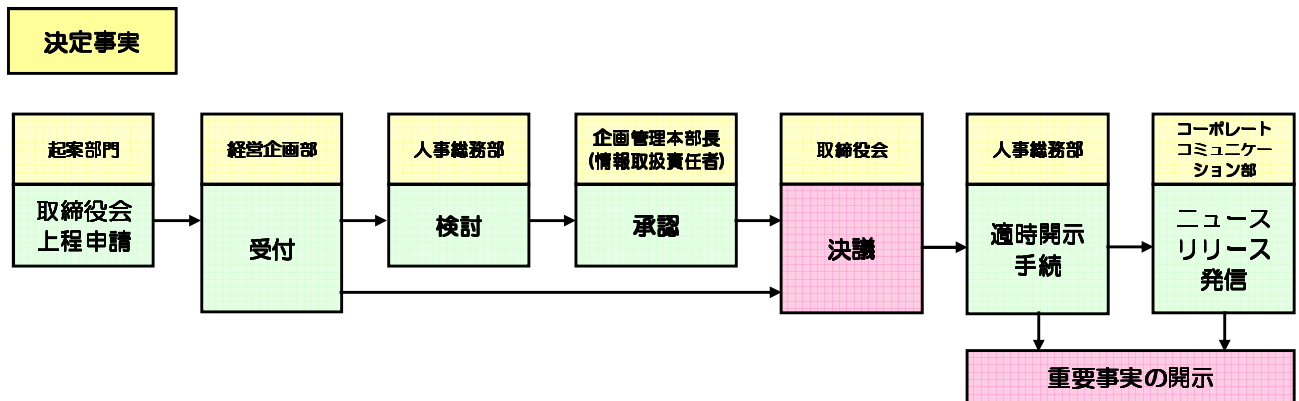 決定事実
起案部門
取締役会
上程申請
経営企画部
受付
人事総務部
検討
企画管理本部長
(情報取扱責任者)
承認
取締役会
決議
人事総務部
適時開示
手続
コーポレート
コミュニケー
ション部
ニュース
リリース
発信
重要事実の開示